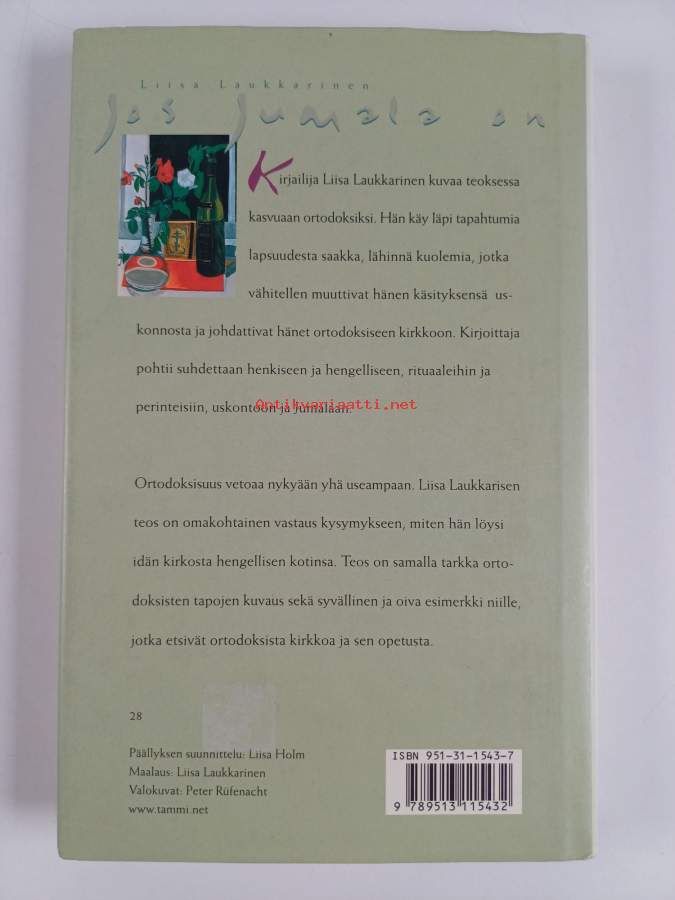 Liisa Laukkarinen
Jos Jumala on
Kirjailija Liisa Laukkarinen kuvaa teoksessa
kasvuaan ortodoksiksi. Hän käy läpi tapahtumia
lapsuudesta saakka, lähinnä kuolemia, jotka
vähitellen muuttivat hänen käsityksensä us-
konnosta ja johdattivat hänet ortodoksiseen kirkkoon. Kirjoittaja
pohtii suhdettaan henkiseen ja hengelliseen, rituaaleihin ja
perinteisiin, uskontoon ja Jumalaan.
Antikvariaatti.net
Ortodoksisuus vetoaa nykyään yhä useampaan. Liisa Laukkarisen
teos on omakohtainen vastaus kysymykseen, miten hän löysi
idän kirkosta hengellisen kotinsa. Teos on samalla tarkka orto-
doksisten tapojen kuvaus sekä syvällinen ja oiva esimerkki niille,
jotka etsivät ortodoksista kirkkoa ja sen opetusta.
28
Päällyksen suunnittelu: Liisa Holm
Maalaus: Liisa Laukkarinen
Valokuvat: Peter Rüfenacht
www.tammi.net
ISBN 951-31-1543-7
9 789513 115432